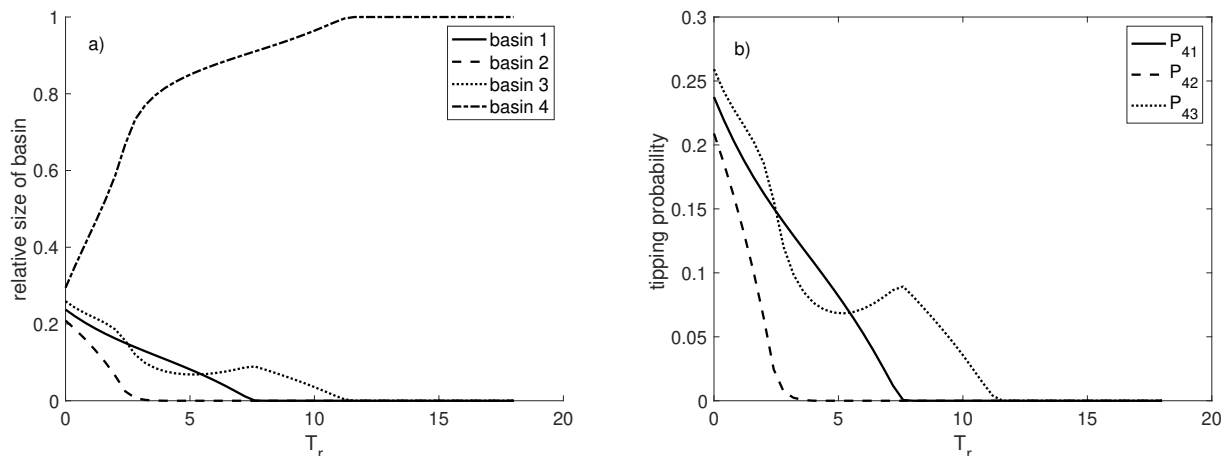 a)
basin 1
basin 2
basin 3
basin 4
relative size of basin
1
0.8
0.6
0.4
0.2
0
0 5 10 15 20
T_r
b)
P_41
P_42
P_43
tipping probability
0.3
0.25
0.2
0.15
0.1
0.05
0
0 5 10 15 20
T_r